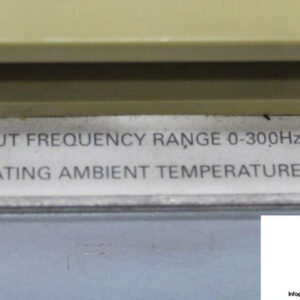 UT FREQUENCY RANGE 0-300Hz
ATING AMBIENT TEMPERATURE